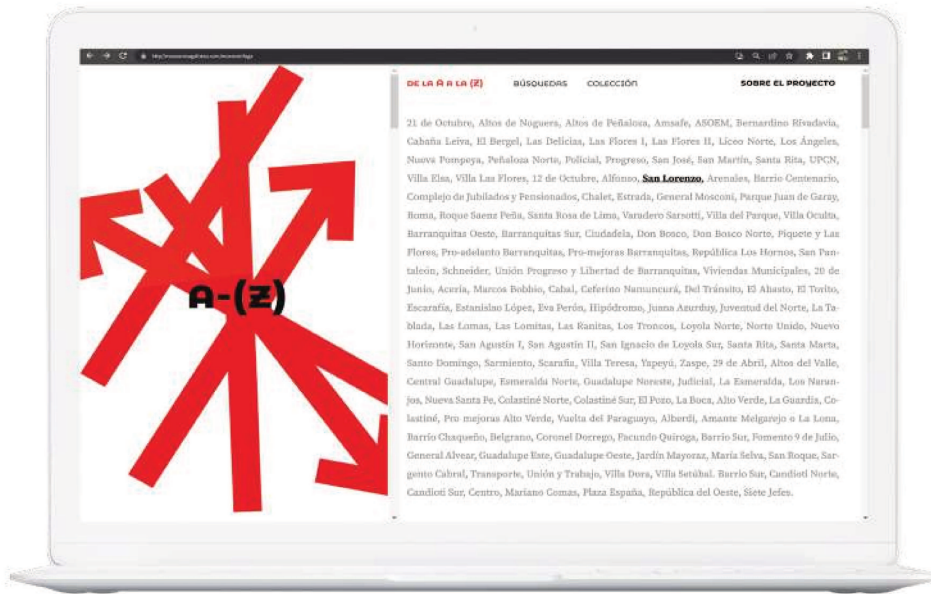 DE LA A A LA (Z)
BÚSQUEDAS
COLECCIÓN
SOBRE EL PROYECTO
A-(Z)
21 de Octubre, Altos de Noguera, Altos de Peñaloza, Amsafe, ASOEM, Bernardino Rivadavia,
Cabaña Leiva, El Bergel, Las Delicias, Las Flores I, Las Flores II, Liceo Norte, Los Ángeles,
Nueva Pompeya, Peñaloza Norte, Policial, Progreso, San José, San Martín, Santa Rita, UPCN,
Villa Elsa, Villa Las Flores, 12 de Octubre, Alfonzo, San Lorenzo, Arenales, Barrio Centenario,
Complejo de Jubilados y Pensionados, Chalet, Estrada, General Mosconi, Parque Juan de Garay,
Roma, Roque Saenz Peña, Santa Rosa de Lima, Varadero Sarsotti, Villa del Parque, Villa Oculta,
Barranquitas Oeste, Barranquitas Sur, Ciudadela, Don Bosco, Don Bosco Norte, Piquete y Las
Flores, Pro-adelanto Barranquitas, Pro-mejoras Barranquitas, República Los Hornos, San Pan-
taleón, Schneider, Unión Progreso y Libertad de Barranquitas, Viviendas Municipales, 20 de
Junio, Acería, Marcos Bobbio, Cabal, Ceferino Namuncurá, Del Tránsito, El Abasto, El Torito,
Escarafía, Estanislao López, Eva Perón, Hipódromo, Juana Azurduy, Juventud del Norte, La Ta-
blada, Las Lomas, Las Lomitas, Las Ranitas, Los Troncos, Loyola Norte, Norte Unido, Nuevo
Horizonte, San Agustín I, San Agustín II, San Ignacio de Loyola Sur, Santa Rita, Santa Marta,
Santo Domingo, Sarmiento, Scarafía, Villa Teresa, Yapeyú, Zaspe, 29 de Abril, Altos del Valle,
Central Guadalupe, Esmeralda Norte, Guadalupe Noreste, Judicial, La Esmeralda, Los Naran-
jos, Nueva Santa Fe, Colastiné Norte, Colastiné Sur, El Pozo, La Boca, Alto Verde, La Guardia, Co-
lastiné, Pro mejoras Alto Verde, Vuelta del Paraguayo, Alberdi, Amante Melgarejo o La Lona,
Barrio Chaqueño, Belgrano, Coronel Dorrego, Facundo Quiroga, Barrio Sur, Fomento 9 de Julio,
General Alvear, Guadalupe Este, Guadalupe Oeste, Jardín Mayoraz, María Selva, San Roque, Sar-
gento Cabral, Transporte, Unión y Trabajo, Villa Dora, Villa Setúbal. Barrio Sur, Candioti Norte,
Candioti Sur, Centro, Mariano Comas, Plaza España, República del Oeste, Siete Jefes.